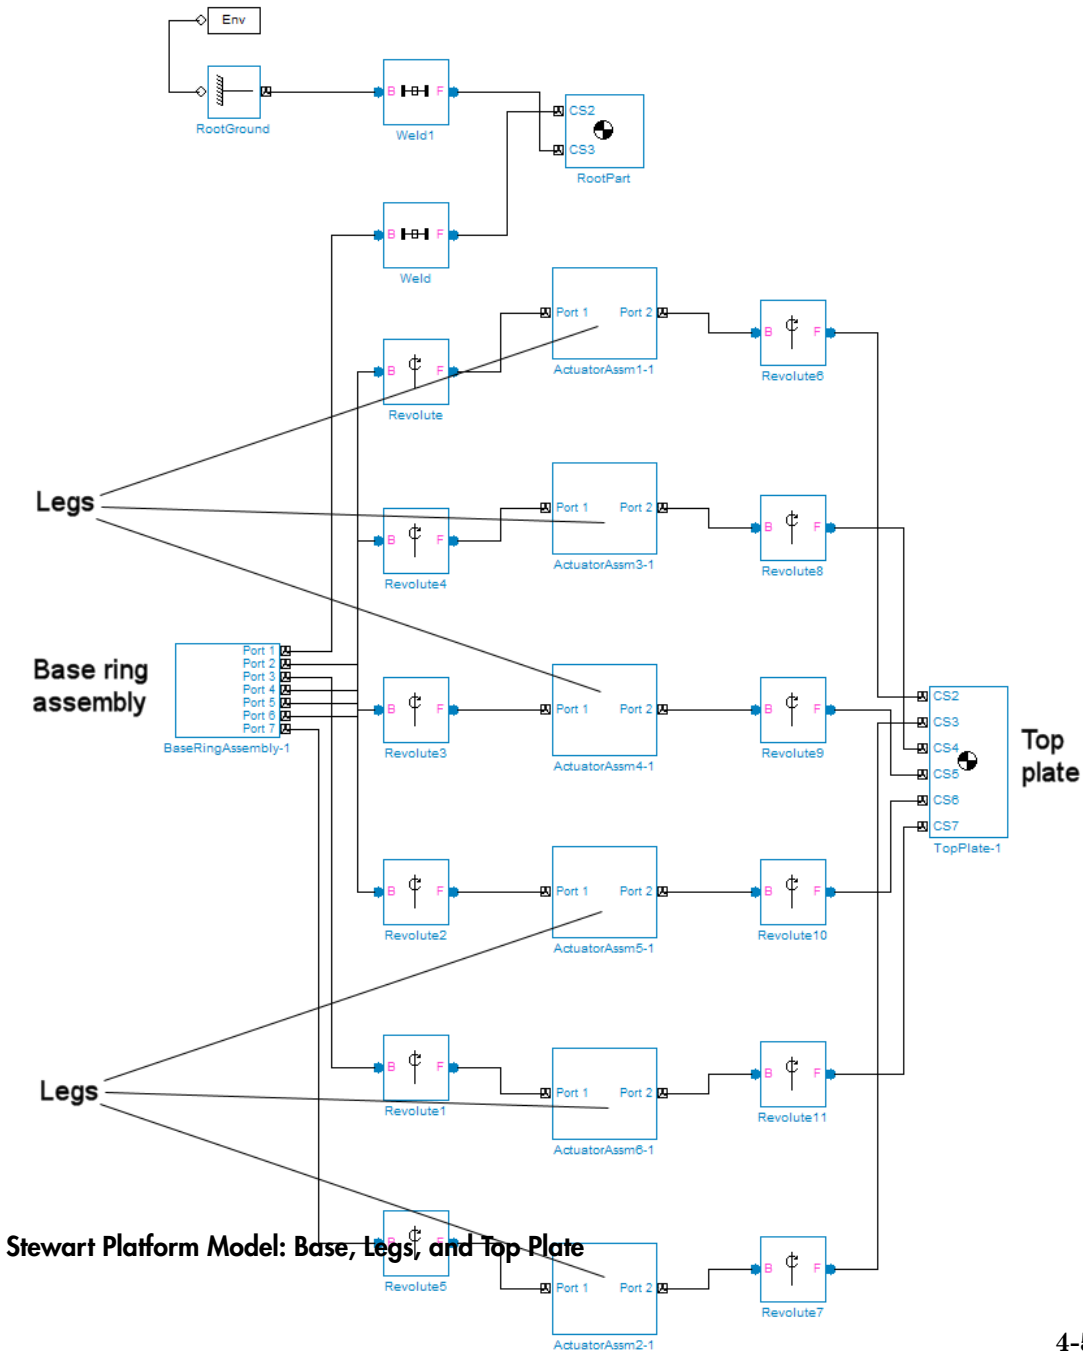 Env
RootGround
B F
Weld1
CS2
CS3
RootPart
B F
Weld
Port 1 Port 2
ActuatorAssm1-1
B F
Revolute6
B F
Revolute
Legs
Port 1 Port 2
ActuatorAssm3-1
B F
Revolute8
B F
Revolute4
Base ring
assembly
Port 1
Port 2
Port 3
Port 4
Port 5
Port 6
Port 7
BaseRingAssembly-1
B F
Revolute3
Port 1 Port 2
ActuatorAssm4-1
B F
Revolute9
CS2
CS3
CS4
CS5
CS6
CS7
TopPlate-1
Top
plate
B F
Revolute2
Port 1 Port 2
ActuatorAssm5-1
B F
Revolute10
Legs
B F
Revolute1
Port 1 Port 2
ActuatorAssm6-1
B F
Revolute11
Stewart Platform Model: Base, Legs, and Top Plate
B F
Revolute5
Port 1 Port 2
ActuatorAssm2-1
B F
Revolute7